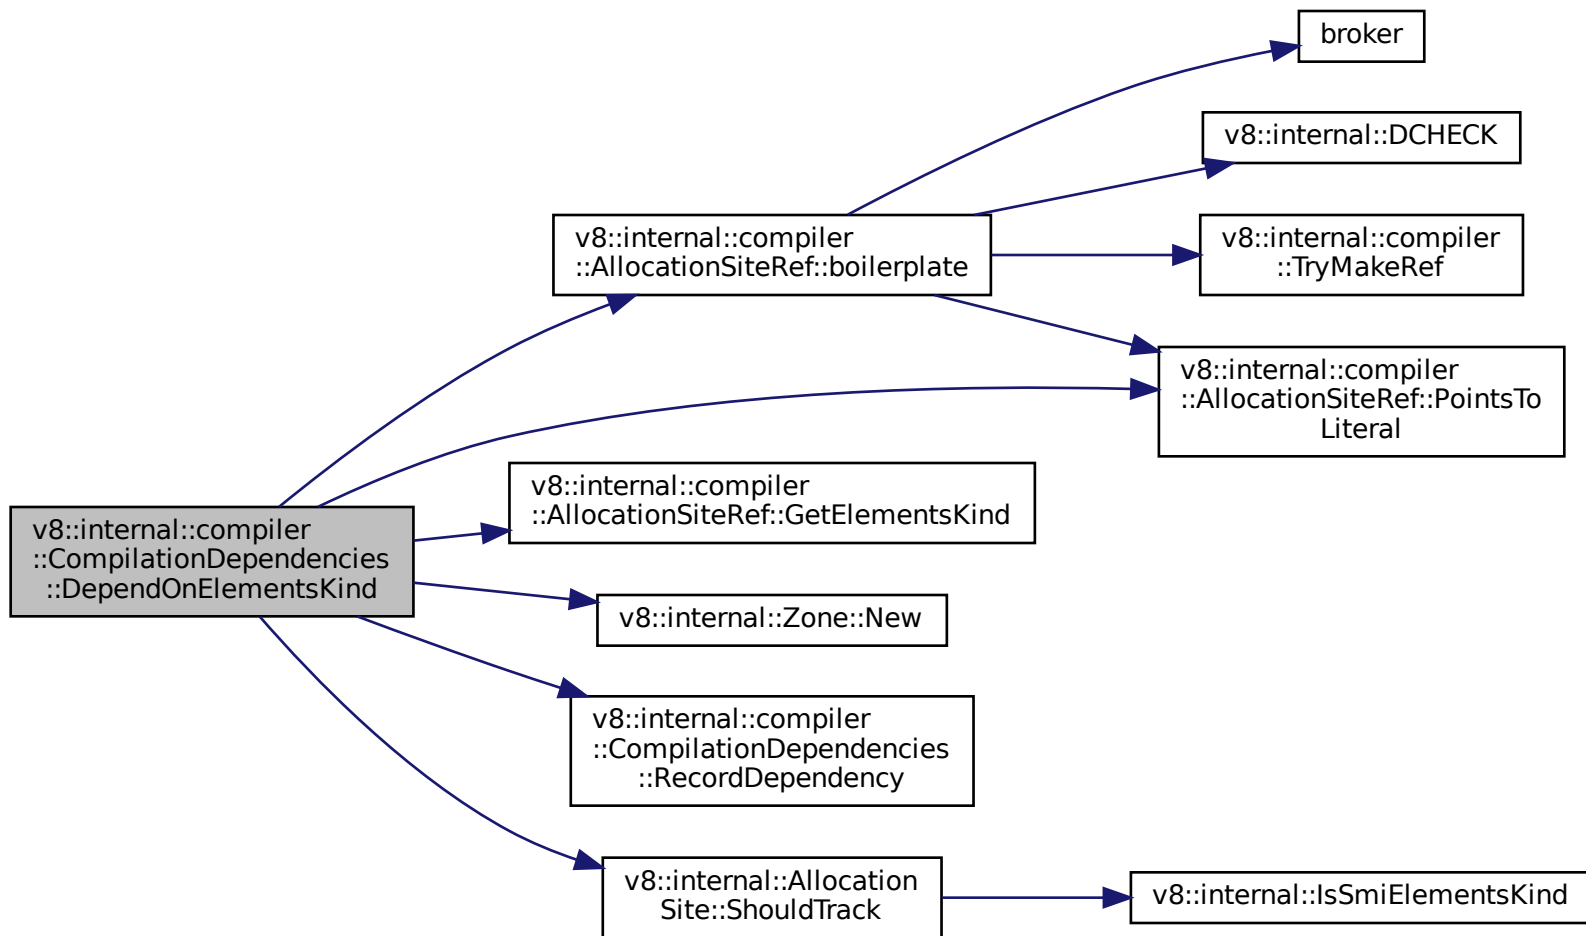 broker
v8::internal::DCHECK
v8::internal::compiler
::AllocationSiteRef::boilerplate
v8::internal::compiler
::TryMakeRef
v8::internal::compiler
::AllocationSiteRef::PointsTo
Literal
v8::internal::compiler
::AllocationSiteRef::GetElementsKind
v8::internal::compiler
::CompilationDependencies
::DependOnElementsKind
v8::internal::Zone::New
v8::internal::compiler
::CompilationDependencies
::RecordDependency
v8::internal::Allocation
Site::ShouldTrack
v8::internal::IsSmiElementsKind